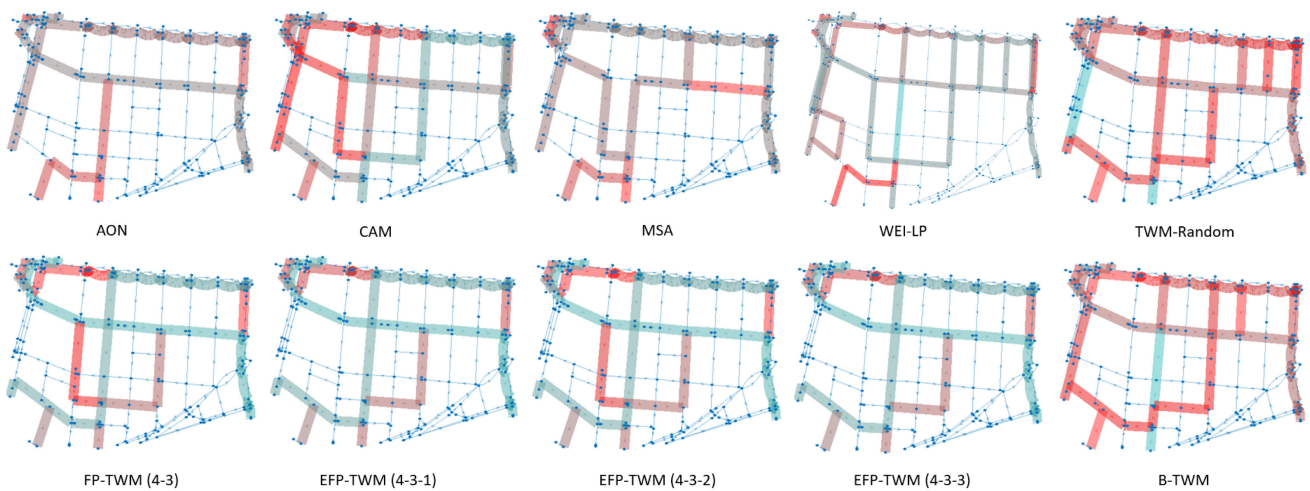 AON CAM MSA WEI-LP TWM-Random
FP-TWM (4-3) EFP-TWM (4-3-1) EFP-TWM (4-3-2) EFP-TWM (4-3-3) B-TWM